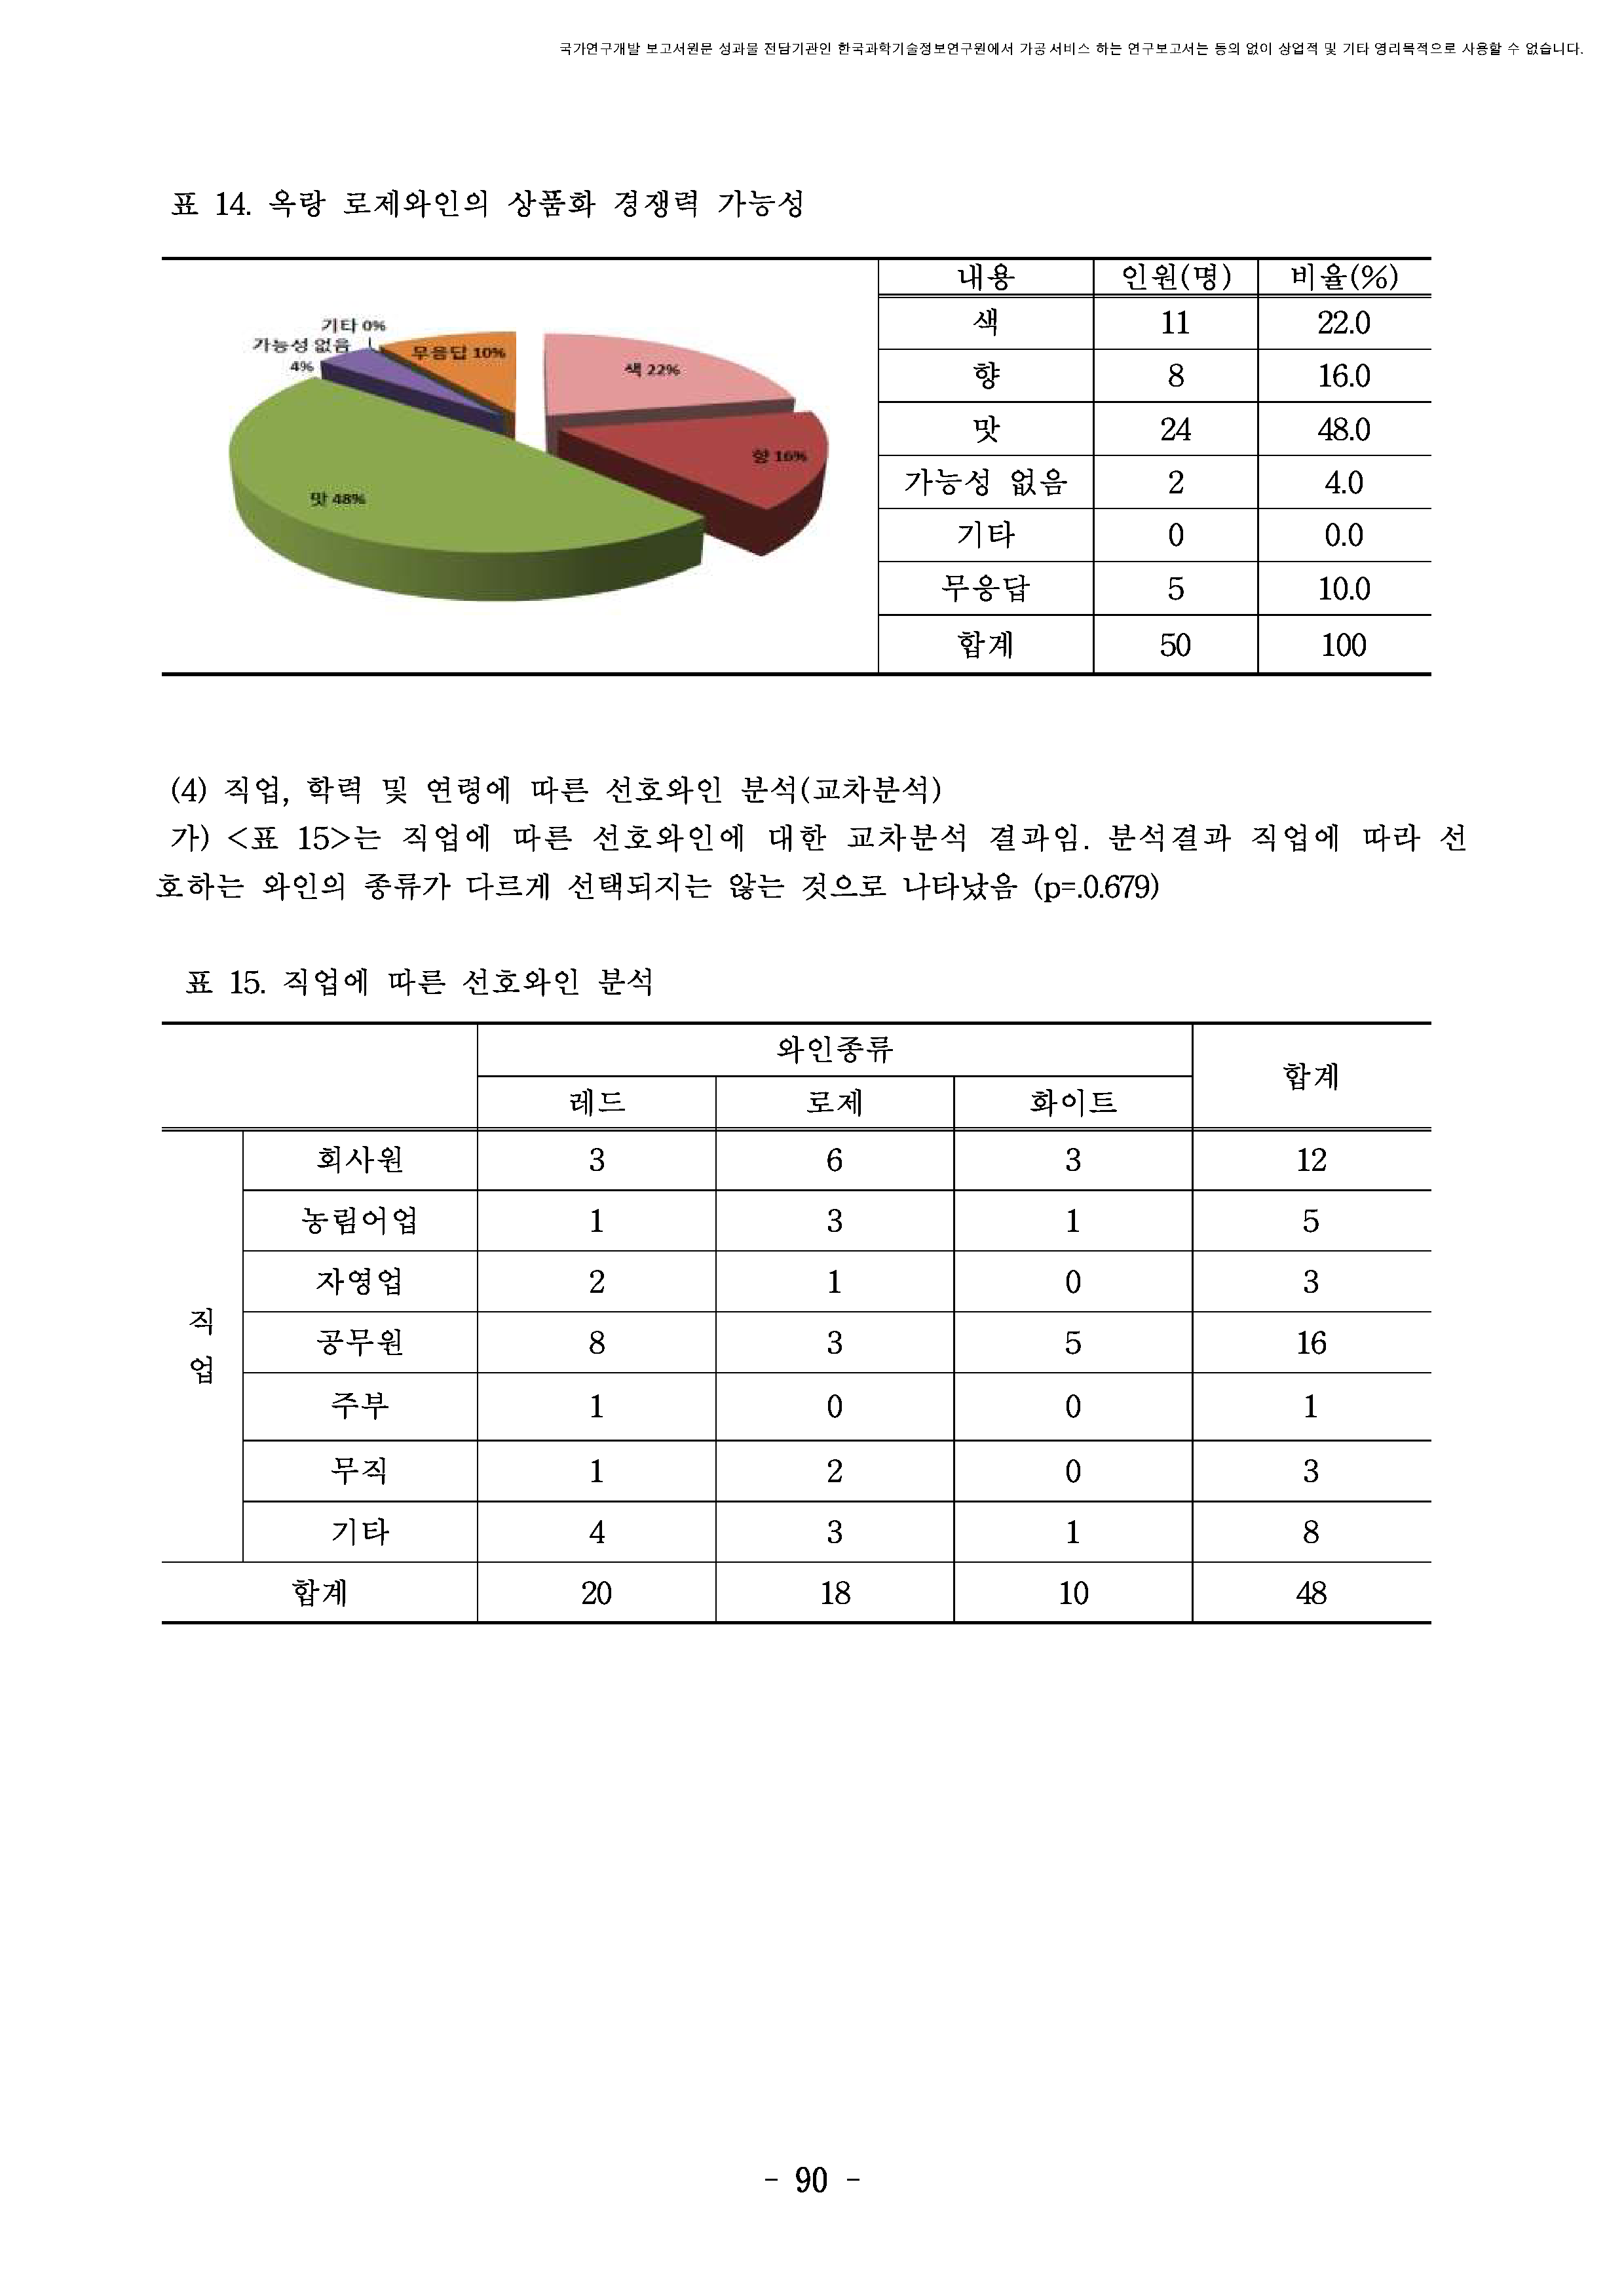 국가연구개발 보고서원문 성과물 전담기관인 한국과학기술정보연구원에서 가공·서비스 하는 연구보고서는 동의 없이 상업적 및 기타 영리목적으로 사용할 수 없습니다.
표 14. 옥랑 로제와인의 상품화 경쟁력 가능성
기타 0%
가능성 없음
4%
무응답 10%
색 22%
향 16%
맛 48%
내용 인원(명) 비율(%)
색 11 22.0
향 8 16.0
맛 24 48.0
가능성 없음 2 4.0
기타 0 0.0
무응답 5 10.0
합계 50 100
(4) 직업, 학력 및 연령에 따른 선호와인 분석(교차분석)
가) <표 15>는 직업에 따른 선호와인에 대한 교차분석 결과임. 분석결과 직업에 따라 선
호하는 와인의 종류가 다르게 선택되지는 않는 것으로 나타났음 (p=.0.679)
표 15. 직업에 따른 선호와인 분석
와인종류 합계
레드 로제 화이트
직업
회사원 3 6 3 12
농림어업 1 3 1 5
자영업 2 1 0 3
공무원 8 3 5 16
주부 1 0 0 1
무직 1 2 0 3
기타 4 3 1 8
합계 20 18 10 48
- 90 -